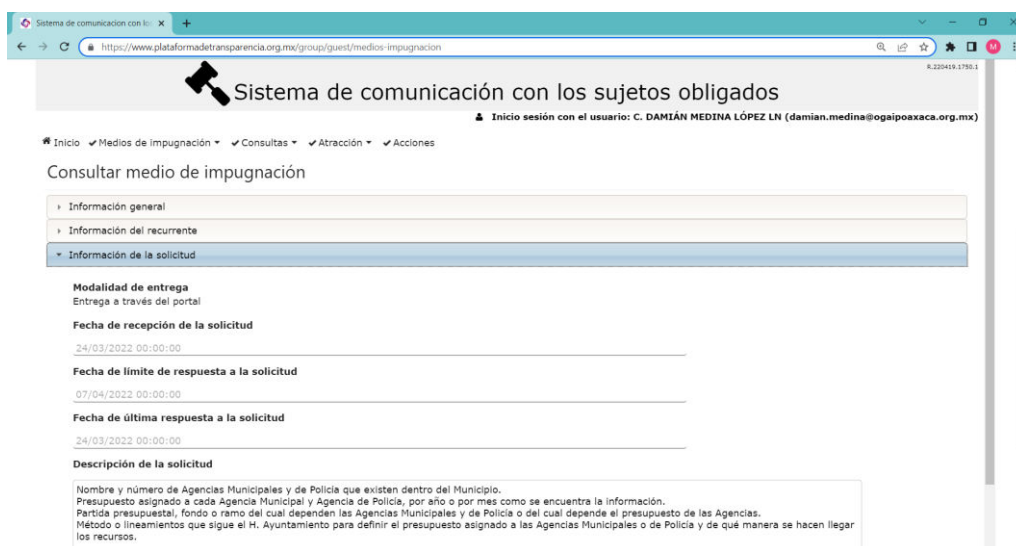 Sistema de comunicacion con lo
https://www.plataformadetransparencia.org.mx/group/guest/medios-impugnacion
M
R.220419.1750.1
Sistema de comunicación con los sujetos obligados
Inicio sesión con el usuario: C. DAMIÁN MEDINA LÓPEZ LN (damian.medina@ogaipoaxaca.org.mx)
Inicio Medios de impugnación Consultas Atracción Acciones
Consultar medio de impugnación
Información general
Información del recurrente
Información de la solicitud
Modalidad de entrega
Entrega a través del portal
Fecha de recepción de la solicitud
24/03/2022 00:00:00
Fecha de límite de respuesta a la solicitud
07/04/2022 00:00:00
Fecha de última respuesta a la solicitud
24/03/2022 00:00:00
Descripción de la solicitud
Nombre y número de Agencias Municipales y de Policía que existen dentro del Municipio.
Presupuesto asignado a cada Agencia Municipal y Agencia de Policía, por año o por mes como se encuentra la información.
Partida presupuestal, fondo o ramo del cual dependen las Agencias Municipales y de Policía o del cual depende el presupuesto de las Agencias.
Método o lineamientos que sigue el H. Ayuntamiento para definir el presupuesto asignado a las Agencias Municipales o de Policía y de qué manera se hacen llegar
los recursos.